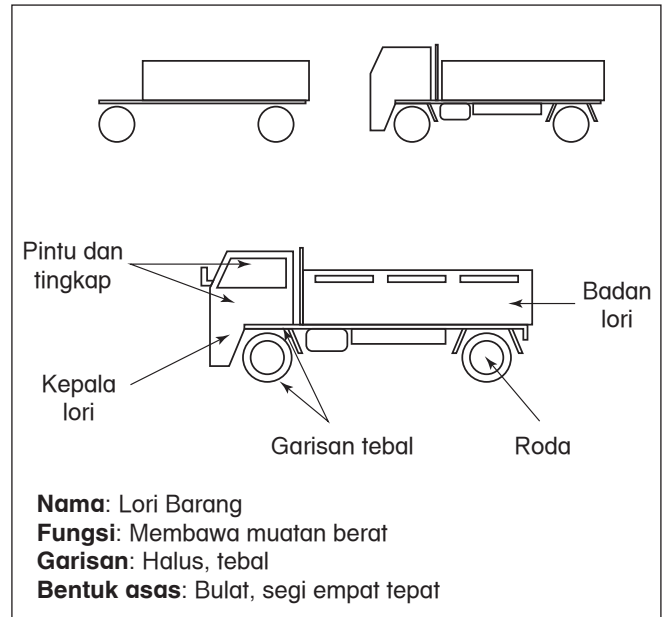 Pintu dan
tingkap
Badan
lori
Kepala
lori
Garisan tebal
Roda
Nama: Lori Barang
Fungsi: Membawa muatan berat
Garisan: Halus, tebal
Bentuk asas: Bulat, segi empat tepat